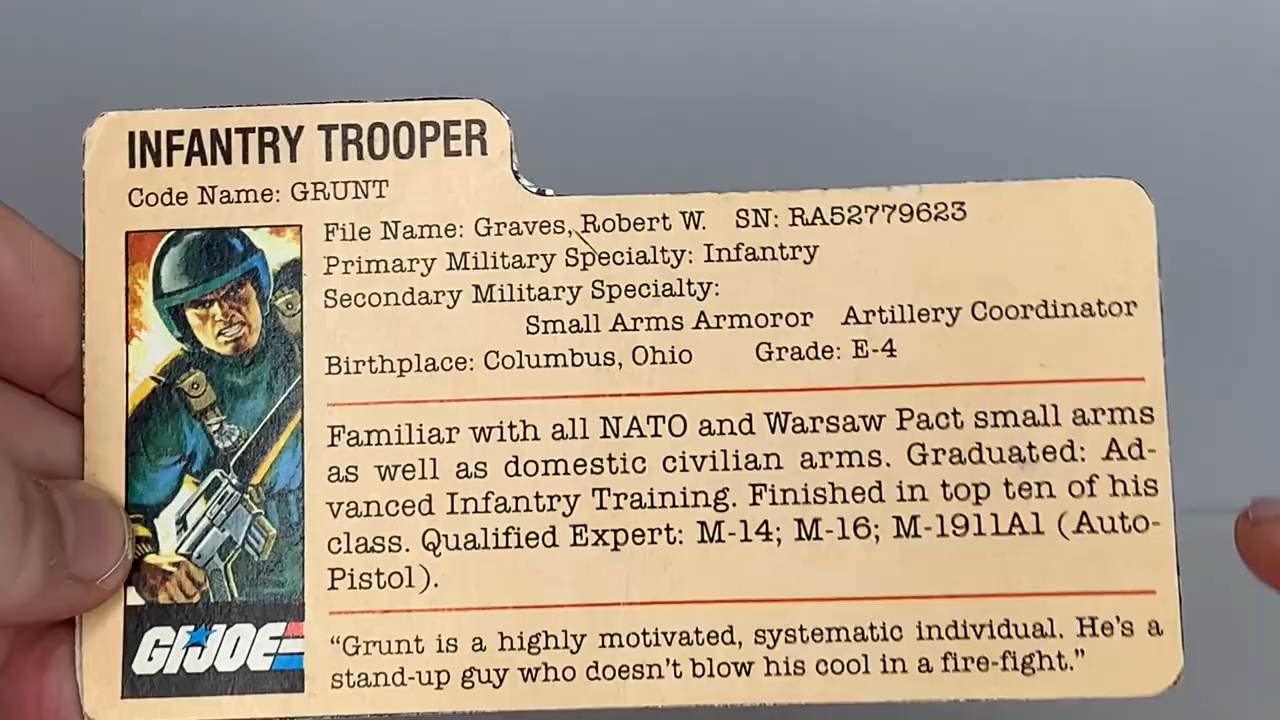 INFANTRY TROOPER
Code Name: GRUNT
File Name: Graves, Robert W. SN: RA52779623
Primary Military Specialty: Infantry
Secondary Military Specialty:
Small Arms Armoror Artillery Coordinator
Birthplace: Columbus, Ohio Grade: E-4
Familiar with all NATO and Warsaw Pact small arms
as well as domestic civilian arms. Graduated: Ad-
vanced Infantry Training. Finished in top ten of his
class. Qualified Expert: M-14; M-16; M-1911A1 (Auto-
Pistol).
GI JOE
"Grunt is a highly motivated, systematic individual. He's a
stand-up guy who doesn't blow his cool in a fire-fight."